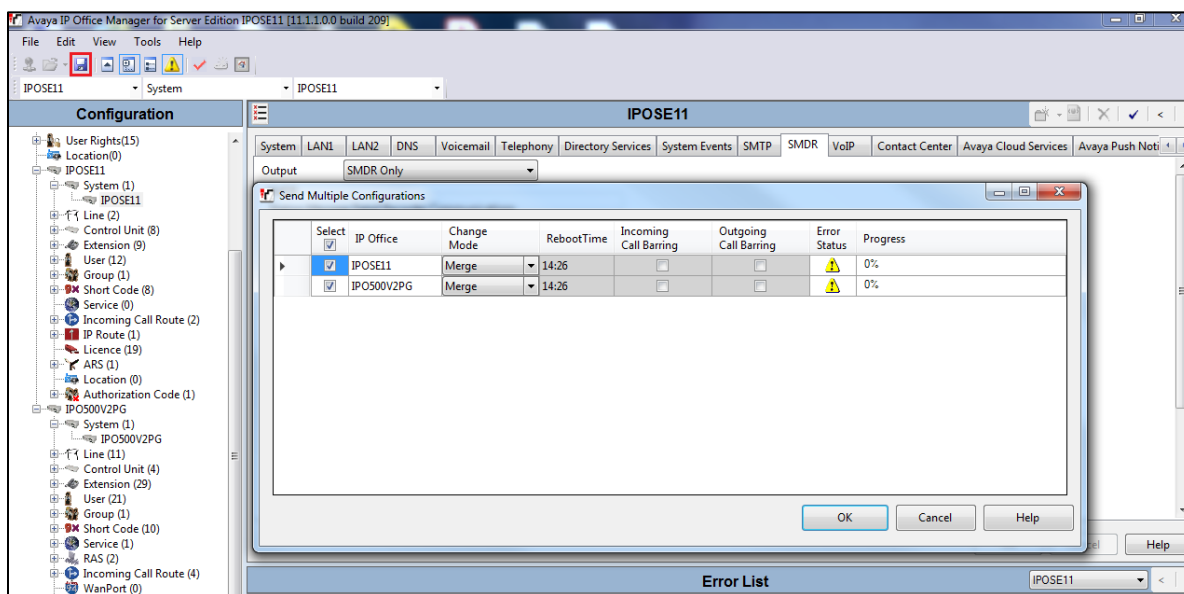 Avaya IP Office Manager for Server Edition IPOSE11 [11.1.1.0.0 build 209]
File Edit View Tools Help
IPOSE11 System IPOSE11
Configuration
User Rights(15)
Location(0)
IPOSE11
System (1)
IPOSE11
Line (2)
Control Unit (8)
Extension (9)
User (12)
Group (1)
Short Code (8)
Service (0)
Incoming Call Route (2)
IP Route (1)
Licence (19)
ARS (1)
Location (0)
Authorization Code (1)
IPO500V2PG
System (1)
IPO500V2PG
Line (11)
Control Unit (4)
Extension (29)
User (21)
Group (1)
Short Code (10)
Service (1)
RAS (2)
Incoming Call Route (4)
WanPort (0)
IPOSE11
System LAN1 LAN2 DNS Voicemail Telephony Directory Services System Events SMTP SMDR VoIP Contact Center Avaya Cloud Services Avaya Push Noti
Output SMDR Only
Send Multiple Configurations
Select IP Office Change Mode RebootTime Incoming Call Barring Outgoing Call Barring Error Status Progress
IPOSE11 Merge 14:26 0%
IPO500V2PG Merge 14:26 0%
OK Cancel Help
Help
Error List
IPOSE11